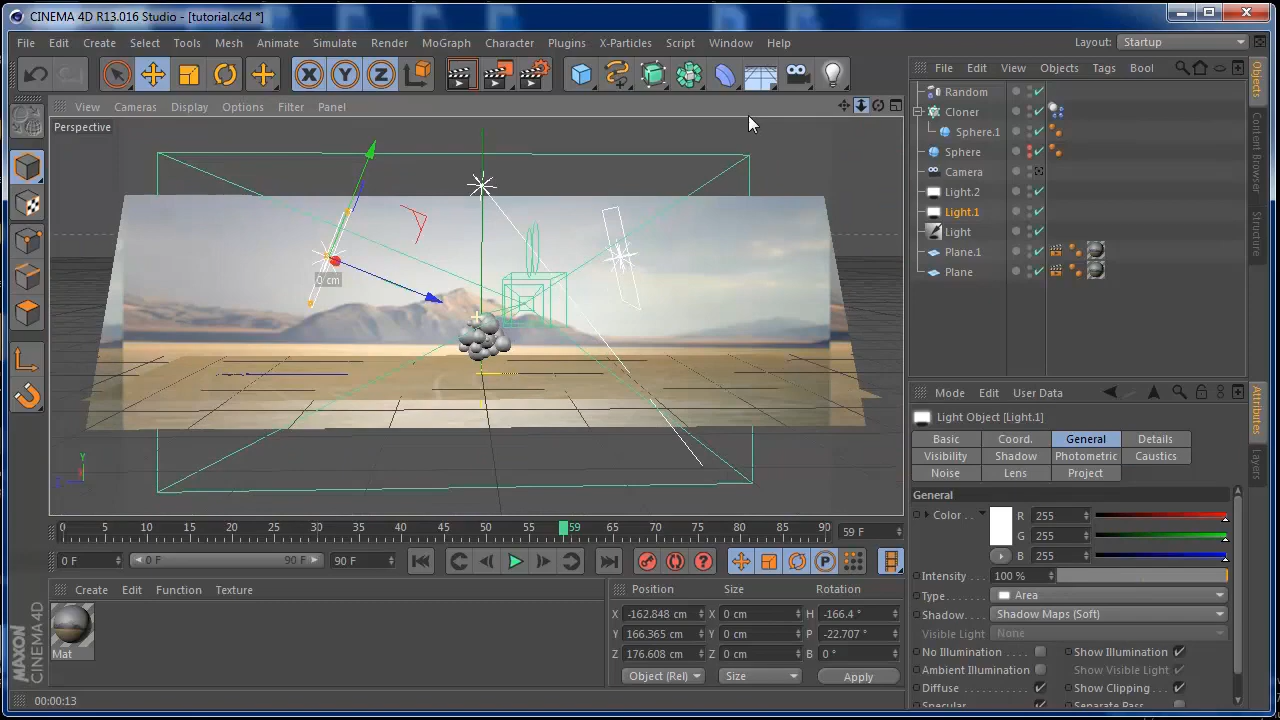 CINEMA 4D R13.016 Studio - [tutorial.c4d *]
File Edit Create Select Tools Mesh Animate Simulate Render MoGraph Character Plugins X-Particles Script Window Help Layout: Startup
File Edit View Objects Tags Bool
View Cameras Display Options Filter Panel
Perspective
0 cm
Y
Random
Cloner
Sphere.1
Sphere
Camera
Light.2
Light.1
Light
Plane.1
Plane
Objects
Content Browser
Structure
Mode Edit User Data
Light Object [Light.1]
Basic Coord. General Details
Visibility Shadow Photometric Caustics
Noise Lens Project
General
Color . . R 255
G 255
B 255
Intensity . 100 %
Type . . . . . Area
Shadow. . . . Shadow Maps (Soft)
Visible Light None
No Illumination . . . . Show Illumination
Ambient Illumination Show Visible Light
Diffuse . . . . . . . . . . Show Clipping . . .
Specular . . . . . . . . Separate Pass
Attributes
Layers
0 5 10 15 20 25 30 35 40 45 50 55 59 65 70 75 80 85 90 59 F
0 F 0 F 90 F 90 F
Create Edit Function Texture
Mat
MAXON
CINEMA 4D
Position Size Rotation
X -162.848 cm X 0 cm H -166.4 °
Y 166.365 cm Y 0 cm P -22.707 °
Z 176.608 cm Z 0 cm B 0 °
Object (Rel) Size Apply
00:00:13